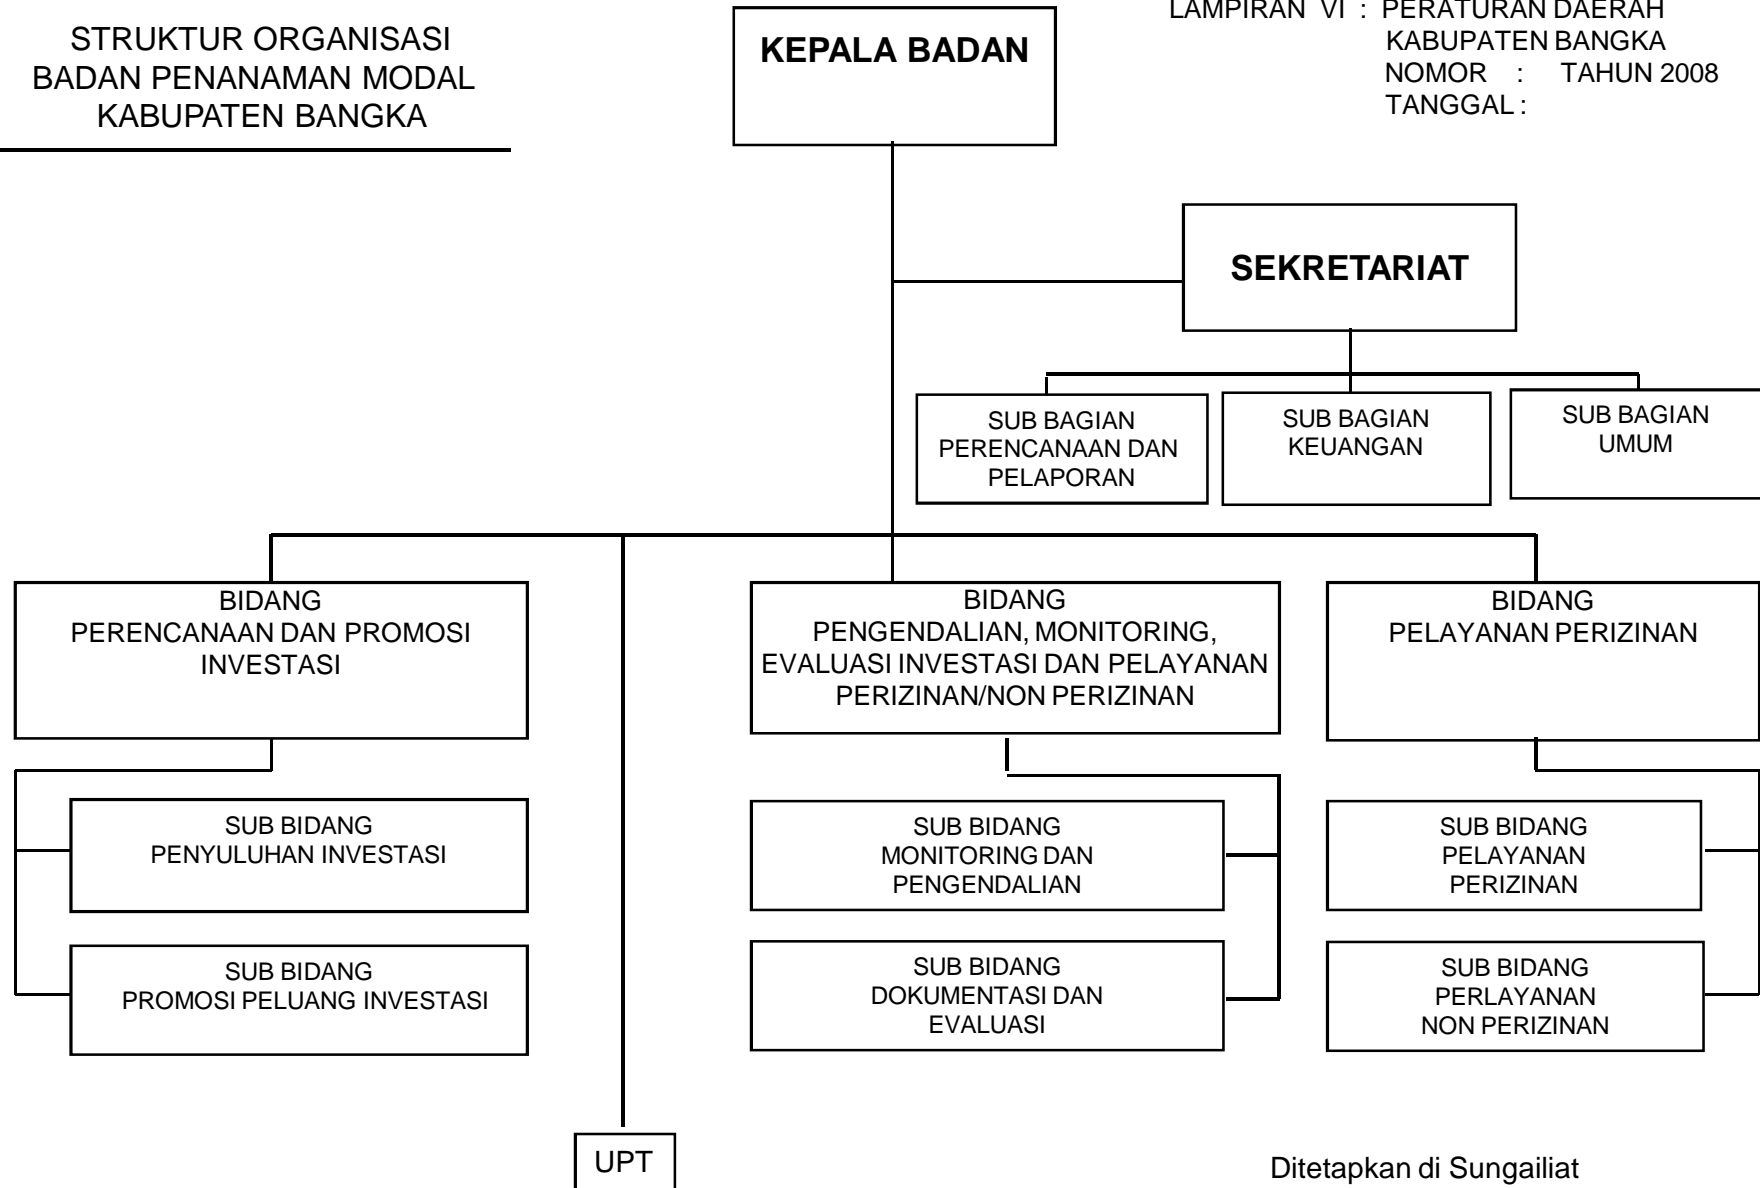 STRUKTUR ORGANISASI
BADAN PENANAMAN MODAL
KABUPATEN BANGKA
KEPALA BADAN
LAMPIRAN VI : PERATURAN DAERAH
KABUPATEN BANGKA
NOMOR : TAHUN 2008
TANGGAL :
SEKRETARIAT
SUB BAGIAN
PERENCANAAN DAN
PELAPORAN
SUB BAGIAN
KEUANGAN
SUB BAGIAN
UMUM
BIDANG
PERENCANAAN DAN PROMOSI
INVESTASI
BIDANG
PENGENDALIAN, MONITORING,
EVALUASI INVESTASI DAN PELAYANAN
PERIZINAN/NON PERIZINAN
BIDANG
PELAYANAN PERIZINAN
SUB BIDANG
PENYULUHAN INVESTASI
SUB BIDANG
MONITORING DAN
PENGENDALIAN
SUB BIDANG
PELAYANAN
PERIZINAN
SUB BIDANG
PROMOSI PELUANG INVESTASI
SUB BIDANG
DOKUMENTASI DAN
EVALUASI
SUB BIDANG
PERLAYANAN
NON PERIZINAN
UPT
Ditetapkan di Sungailiat